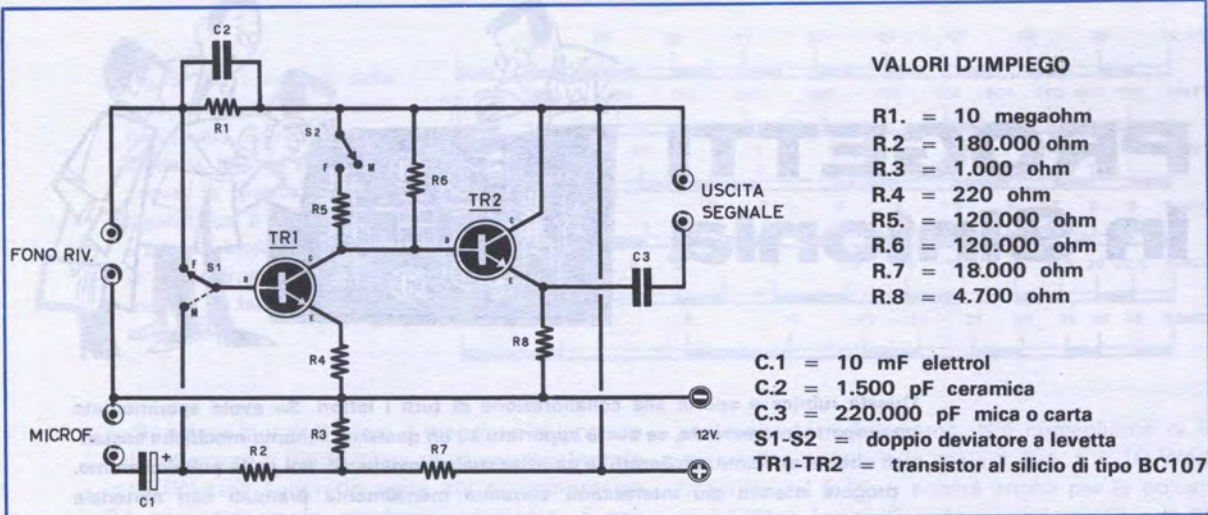 C2
R1
S2
F
M
R5
R6
TR2
C
B
E
TR1
C
B
E
F
S1
M
FONO RIV.
MICROF.
C1
+
R2
R3
R4
R7
R8
C3
USCITA
SEGNALE
-
12V.
+
VALORI D'IMPIEGO
R1. = 10 megaohm
R.2 = 180.000 ohm
R.3 = 1.000 ohm
R.4 = 220 ohm
R5. = 120.000 ohm
R.6 = 120.000 ohm
R.7 = 18.000 ohm
R.8 = 4.700 ohm
C.1 = 10 mF elettrol
C.2 = 1.500 pF ceramica
C.3 = 220.000 pF mica o carta
S1-S2 = doppio deviatore a levetta
TR1-TR2 = transistor al silicio di tipo BC107